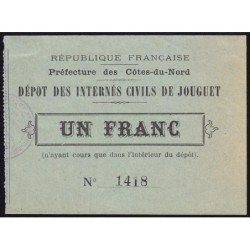 RÉPUBLIQUE FRANÇAISE
Préfecture des Côtes-du-Nord
DÉPOT DES INTERNÉS CIVILS DE JOUGUET
UN FRANC
(n'ayant cours que dans l'intérieur du dépôt).
N° 1418